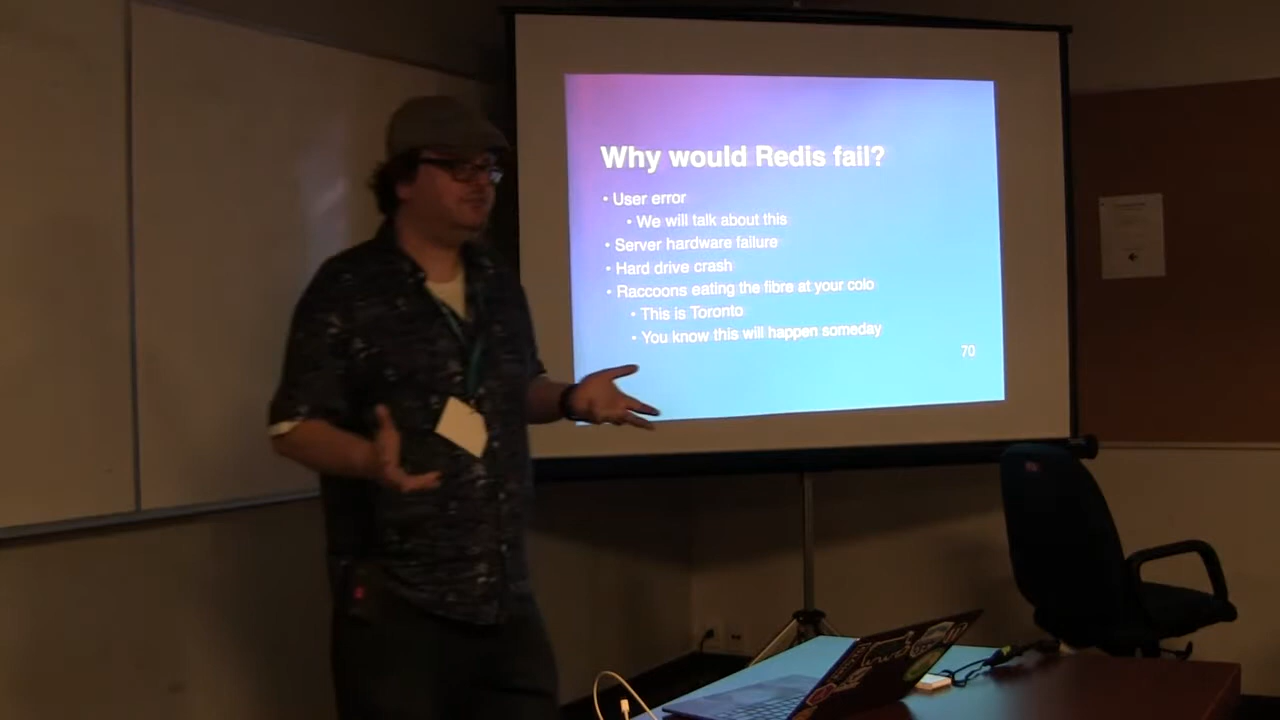 Why would Redis fail?
• User error
• We will talk about this
• Server hardware failure
• Hard drive crash
• Raccoons eating the fibre at your colo
• This is Toronto
• You know this will happen someday
70